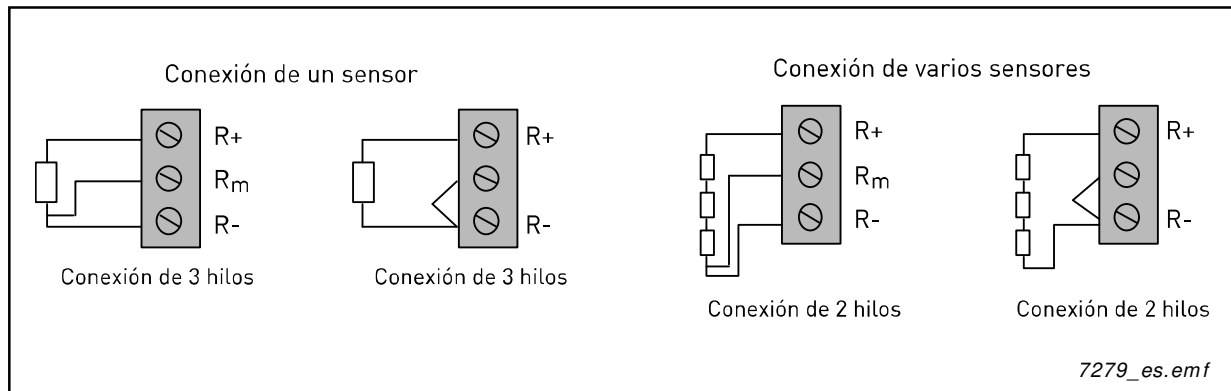 Conexión de un sensor
R+
Rm
R-
Conexión de 3 hilos
R+
R-
Conexión de 3 hilos
Conexión de varios sensores
R+
Rm
R-
Conexión de 2 hilos
R+
R-
Conexión de 2 hilos
7279_es.emf